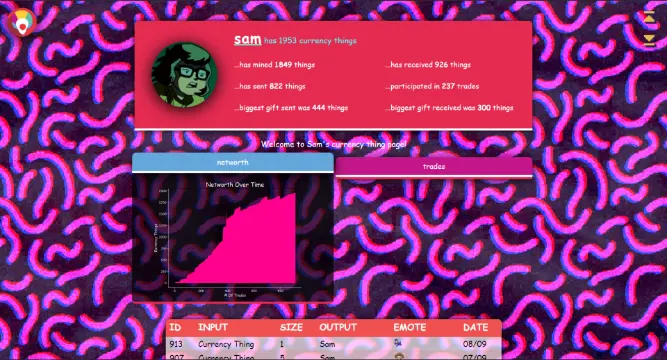 sam has 1953 currency things
...has mined 1849 things
...has received 926 things
...has sent 822 things
...participated in 237 trades
...biggest gift sent was 444 things
...biggest gift received was 300 things
Welcome to Sam's currency thing page!
networth
trades
Networth Over Time
Currency Things
# Of Trades
ID INPUT SIZE OUTPUT EMOTE DATE
913 Currency Thing 1 Sam 08/09
907 Currency Thing 5 Sam 07/09